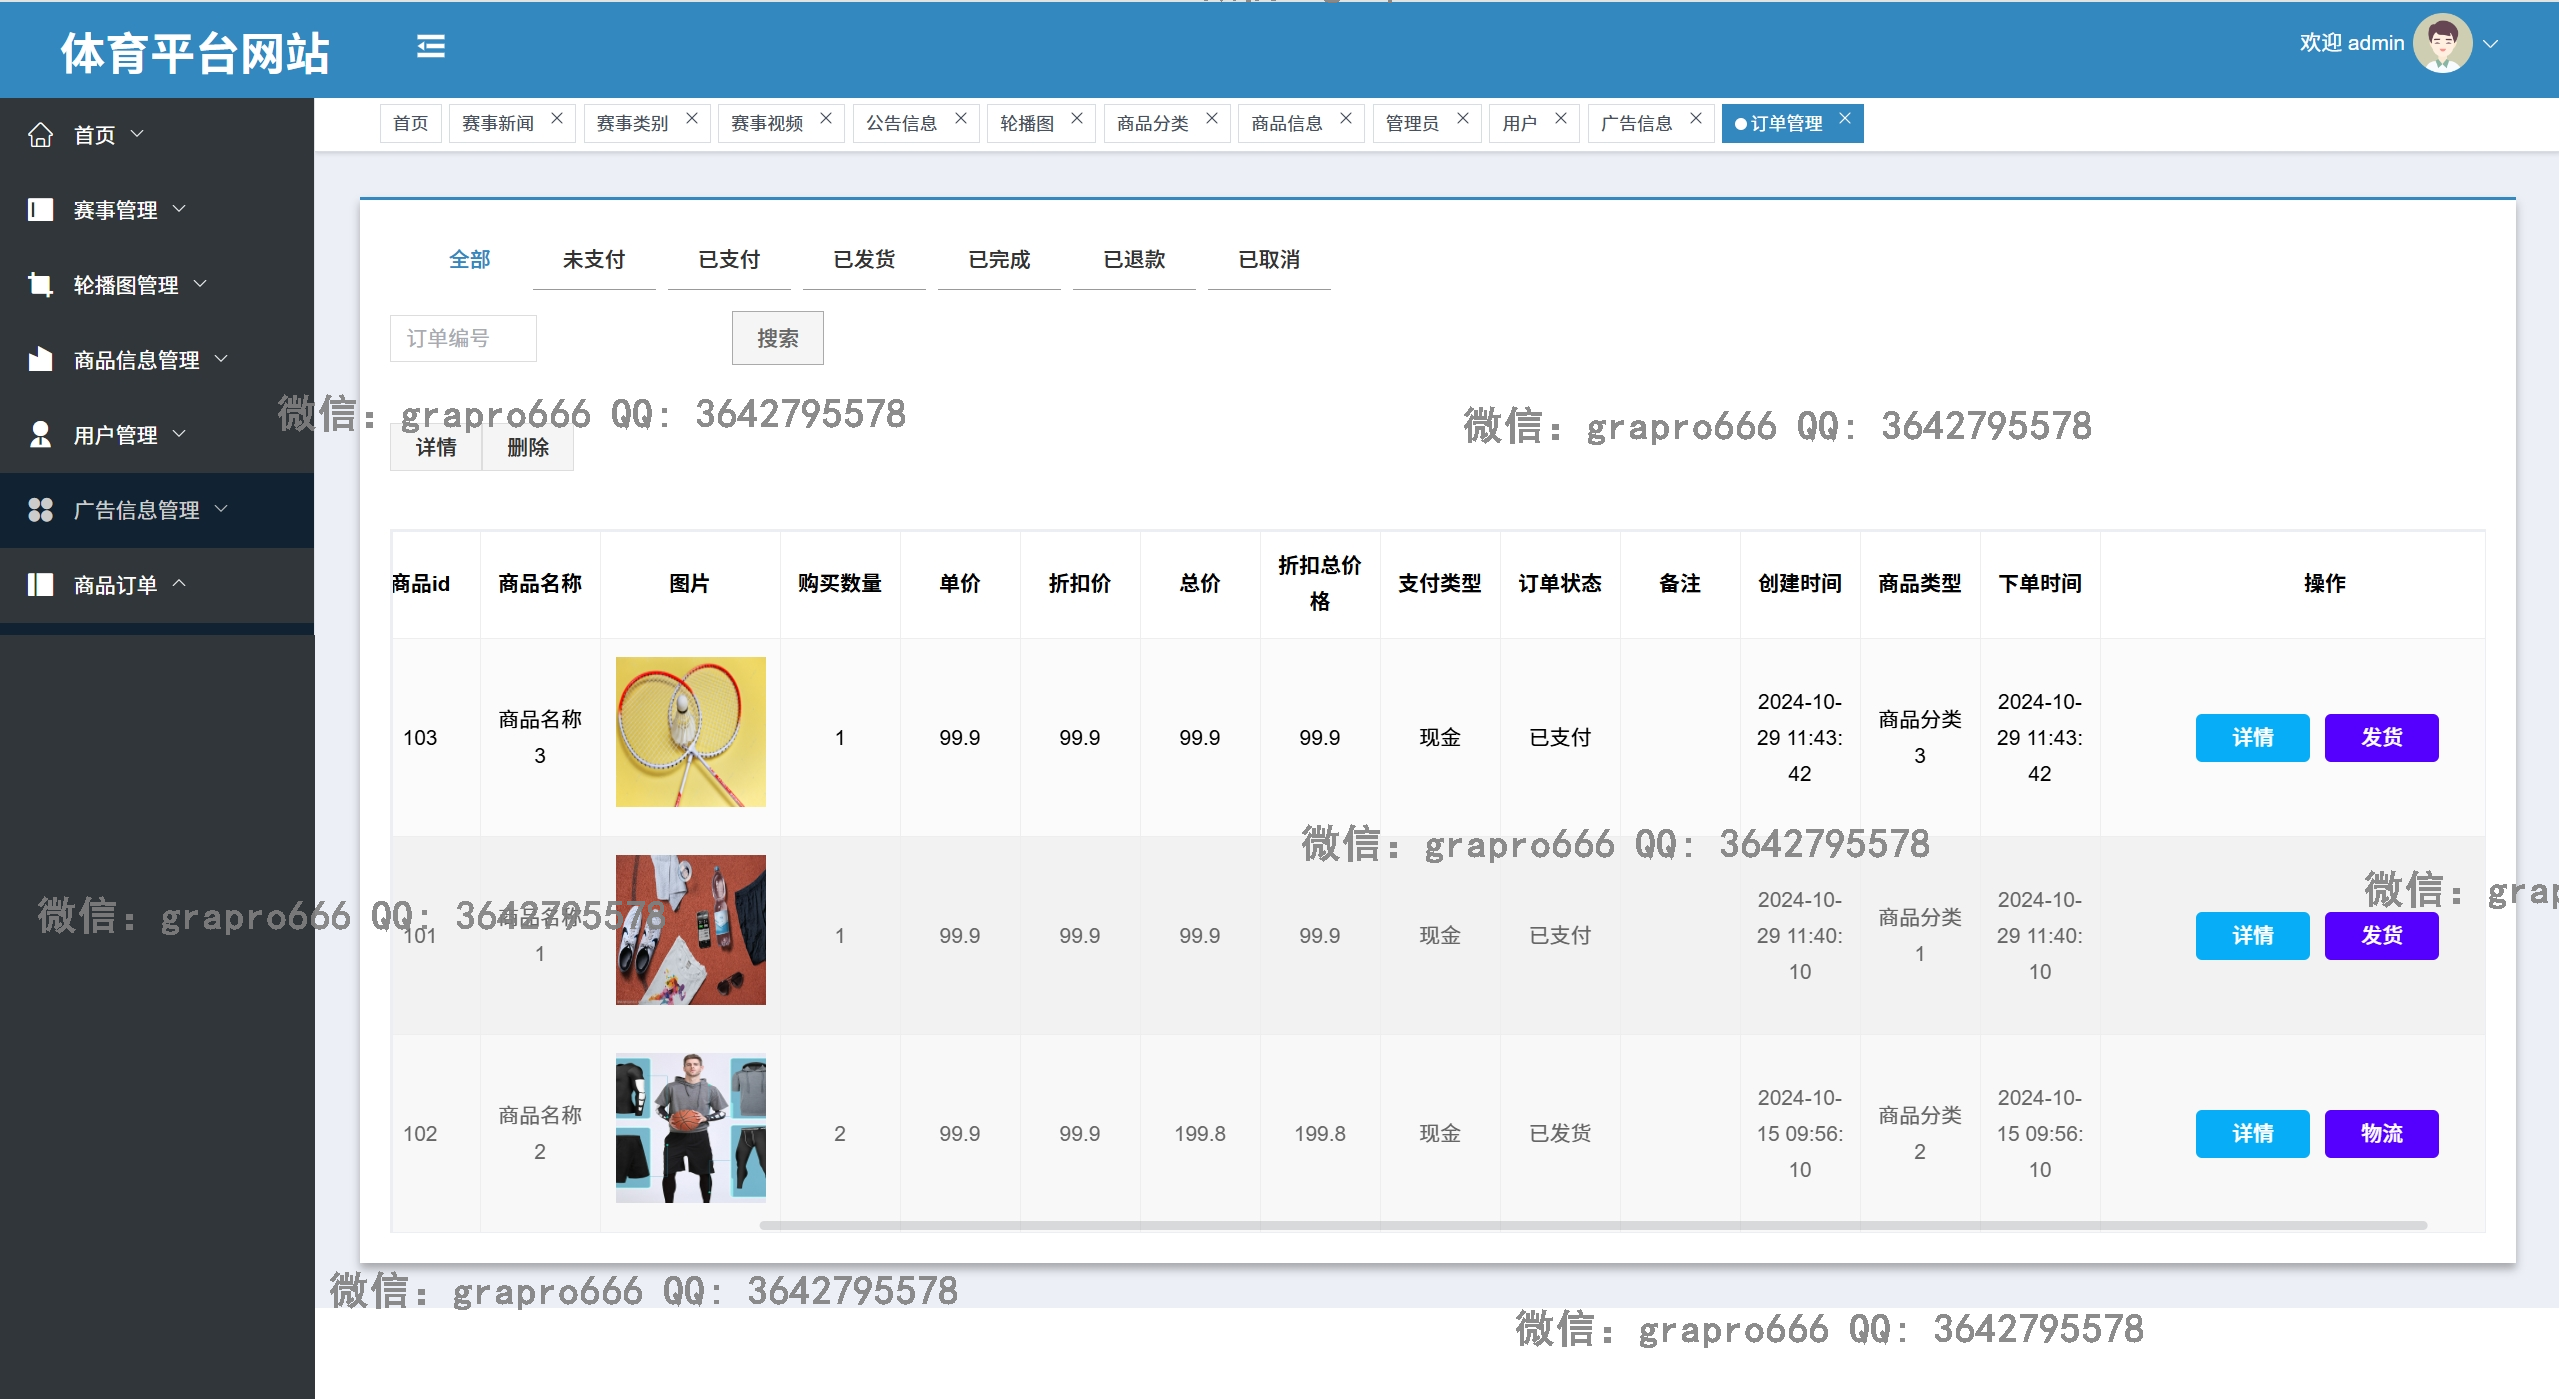 体育平台网站
欢迎 admin
首页
赛事管理
轮播图管理
商品信息管理
用户管理
广告信息管理
商品订单
首页 赛事新闻 赛事类别 赛事视频 公告信息 轮播图 商品分类 商品信息 管理员 用户 广告信息 订单管理
全部 未支付 已支付 已发货 已完成 已退款 已取消
订单编号 搜索
微信: grapro666 QQ: 3642795578
微信: grapro666 QQ: 3642795578
详情 删除
商品id 商品名称 图片 购买数量 单价 折扣价 总价 折扣总价格 支付类型 订单状态 备注 创建时间 商品类型 下单时间 操作
103 商品名称3 1 99.9 99.9 99.9 99.9 现金 已支付 2024-10-29 11:43:42 商品分类3 2024-10-29 11:43:42 详情 发货
微信: grapro666 QQ: 3642795578
微信: grap
微信: grapro666 QQ: 3642795578
101 商品名称1 1 99.9 99.9 99.9 99.9 现金 已支付 2024-10-29 11:40:10 商品分类1 2024-10-29 11:40:10 详情 发货
102 商品名称2 2 99.9 99.9 199.8 199.8 现金 已发货 2024-10-15 09:56:10 商品分类2 2024-10-15 09:56:10 详情 物流
微信: grapro666 QQ: 3642795578
微信: grapro666 QQ: 3642795578